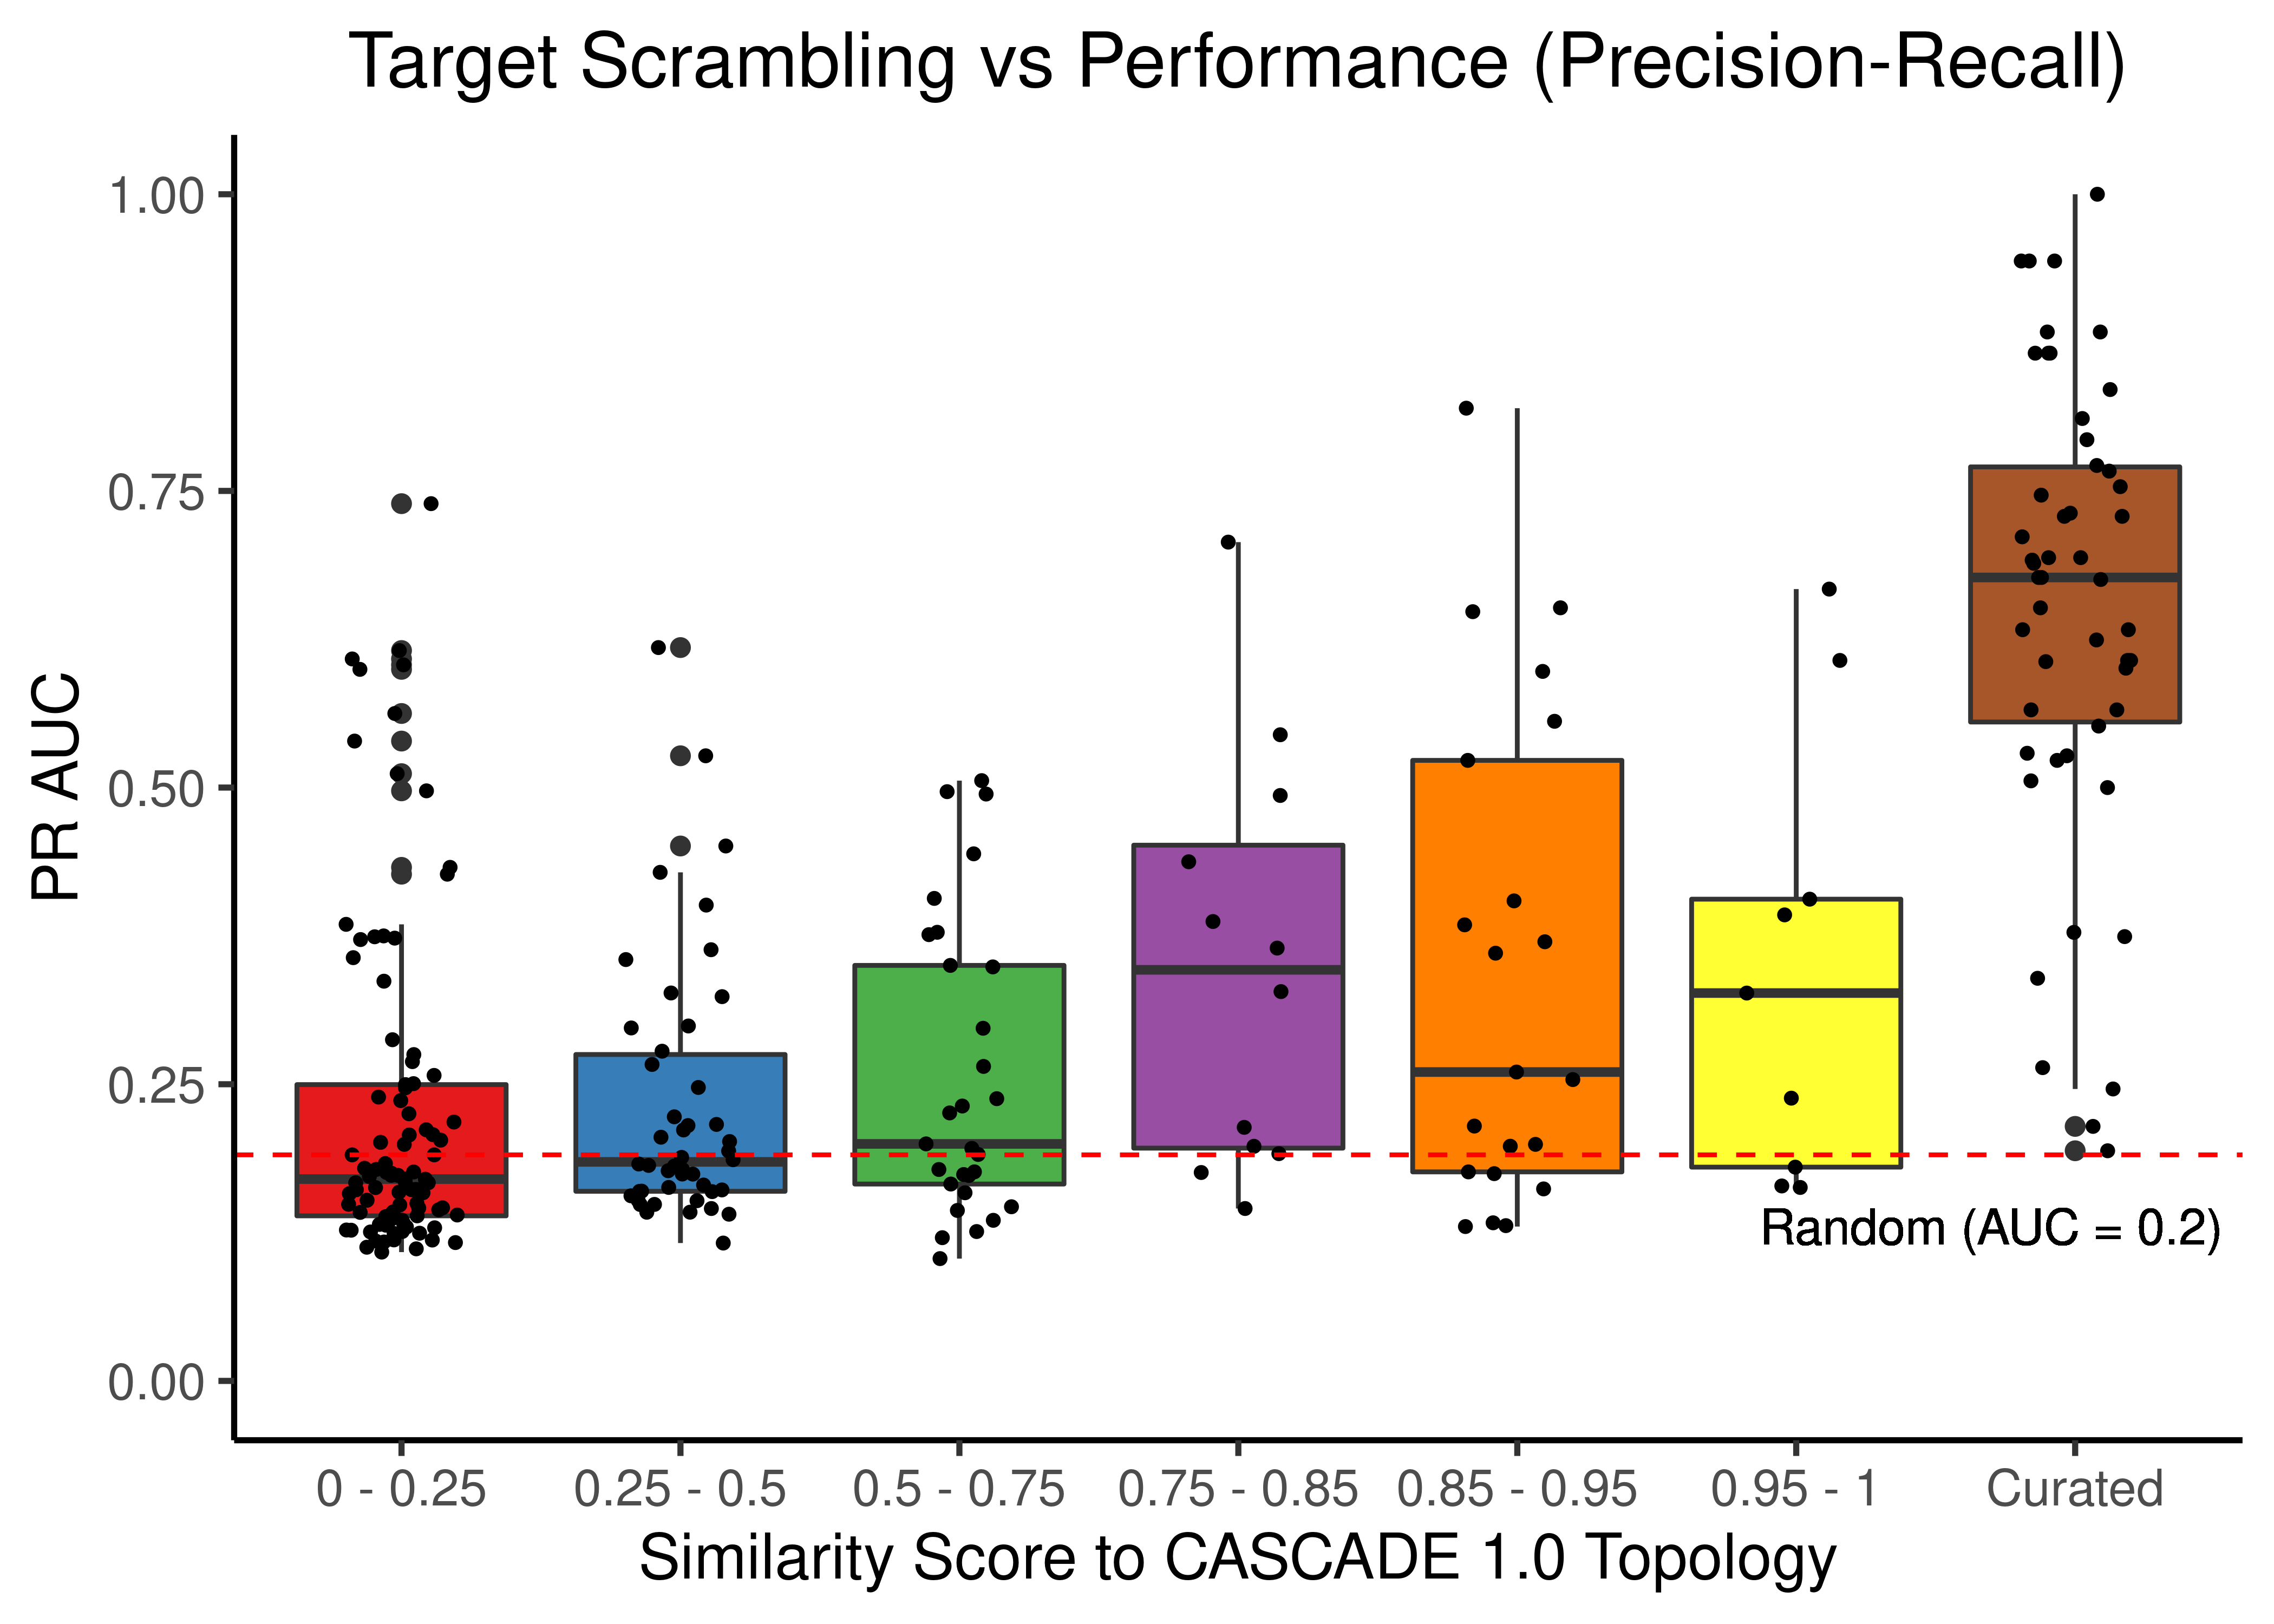 Target Scrambling vs Performance (Precision-Recall)
1.00
0.75
0.50
0.25
0.00
PR AUC
Random (AUC = 0.2)
0 - 0.25
0.25 - 0.5
0.5 - 0.75
0.75 - 0.85
0.85 - 0.95
0.95 - 1
Curated
Similarity Score to CASCADE 1.0 Topology